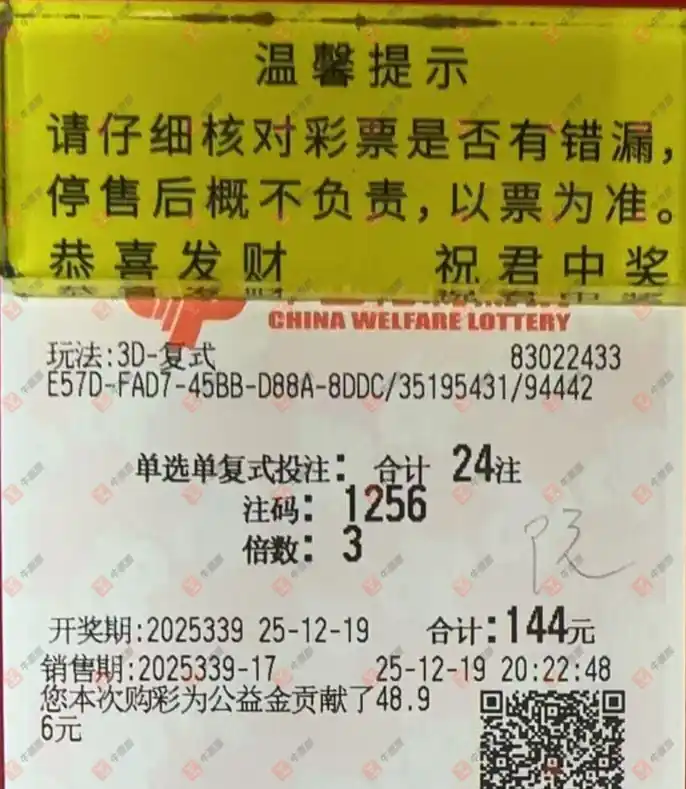 温馨提示
请仔细核对彩票是否有错漏，
停售后概不负责，以票为准。
恭喜发财 祝君中奖
CHINA WELFARE LOTTERY
玩法:3D-复式 83022433
E57D-FAD7-45BB-D88A-8DDC/35195431/94442
单选单复式投注: 合计 24注
注码: 1256
倍数: 3
开奖期:2025339 25-12-19 合计:144元
销售期:2025339-17 25-12-19 20:22:48
您本次购彩为公益金贡献了48.9
6元